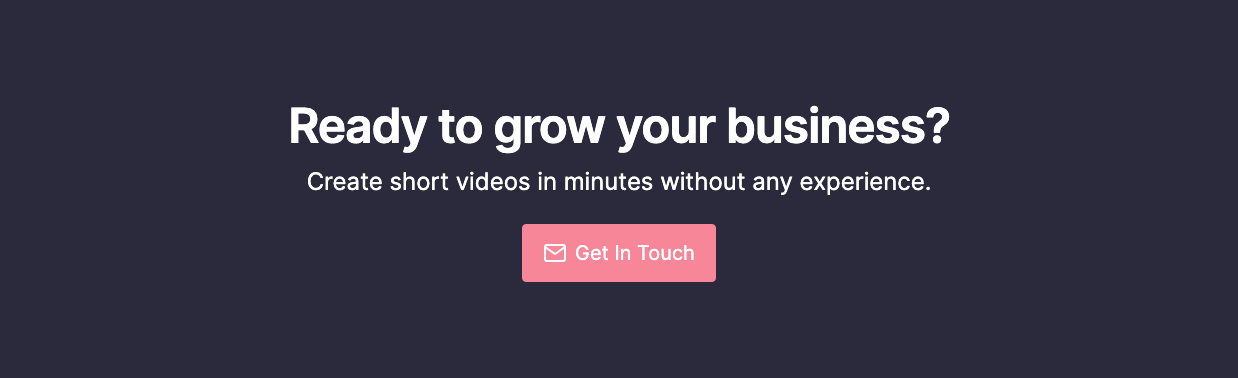 Ready to grow your business?
Create short videos in minutes without any experience.
Get In Touch